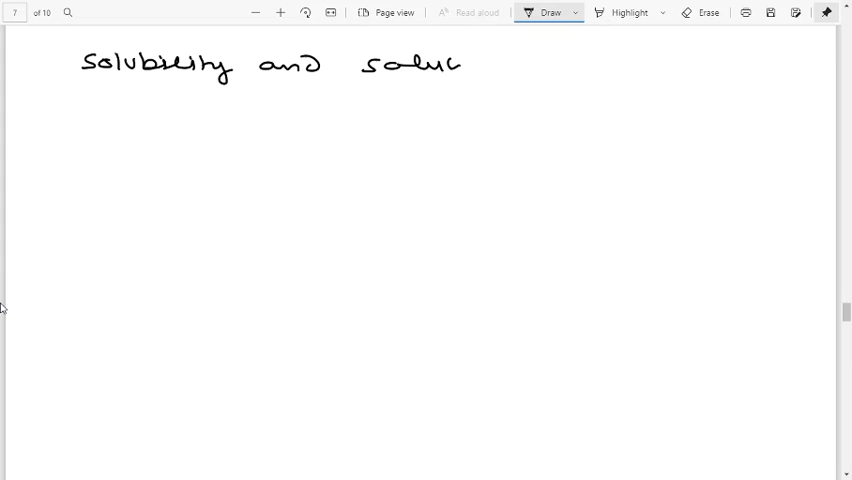 7 of 10 Page view Read aloud Draw Highlight Erase
solubility and